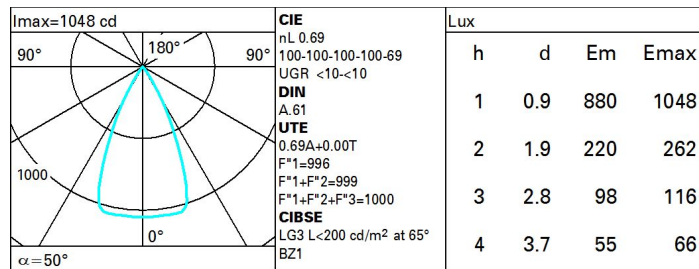 Imax=1048 cd
90°
180°
90°
1000
0°
α=50°
CIE
nL 0.69
100-100-100-100-69
UGR <10-<10
DIN
A.61
UTE
0.69A+0.00T
F"1=996
F"1+F"2=999
F"1+F"2+F"3=1000
CIBSE
LG3 L<200 cd/m² at 65°
BZ1
Lux
h d Em Emax
1 0.9 880 1048
2 1.9 220 262
3 2.8 98 116
4 3.7 55 66